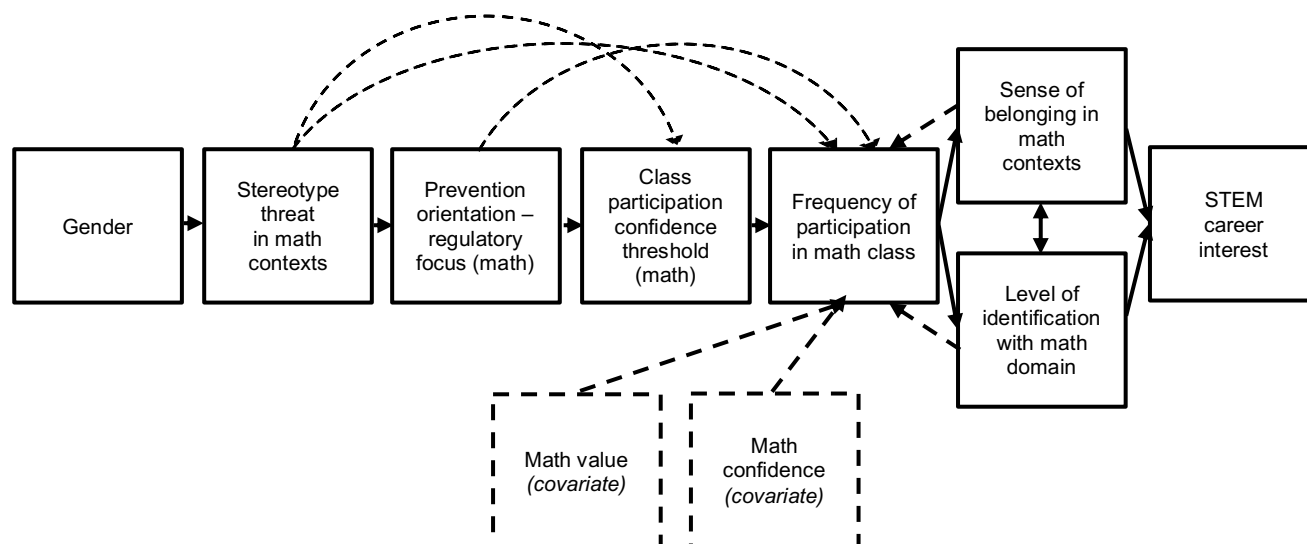 Gender
Stereotype
threat
in math
contexts
Prevention
orientation –
regulatory
focus (math)
Class
participation
confidence
threshold
(math)
Frequency of
participation
in math class
Sense of
belonging in
math
contexts
Level of
identification
with math
domain
STEM
career
interest
Math value
(covariate)
Math
confidence
(covariate)